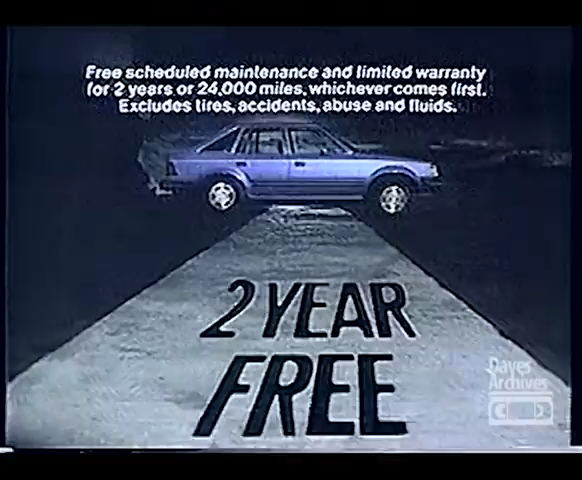 Free scheduled maintenance and limited warranty
for 2 years or 24,000 miles, whichever comes first.
Excludes tires, accidents, abuse and fluids.
2 YEAR
FREE
Daves
Archives